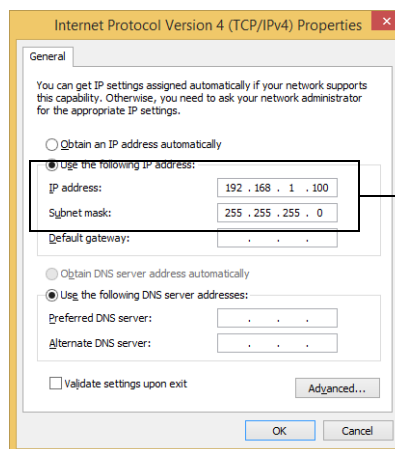 Internet Protocol Version 4 (TCP/IPv4) Properties
General
You can get IP settings assigned automatically if your network supports
this capability. Otherwise, you need to ask your network administrator
for the appropriate IP settings.
Obtain an IP address automatically
Use the following IP address:
IP address: 192 . 168 . 1 . 100
Subnet mask: 255 . 255 . 255 . 0
Default gateway: . . .
Obtain DNS server address automatically
Use the following DNS server addresses:
Preferred DNS server: . . .
Alternate DNS server: . . .
Validate settings upon exit
Advanced...
OK Cancel